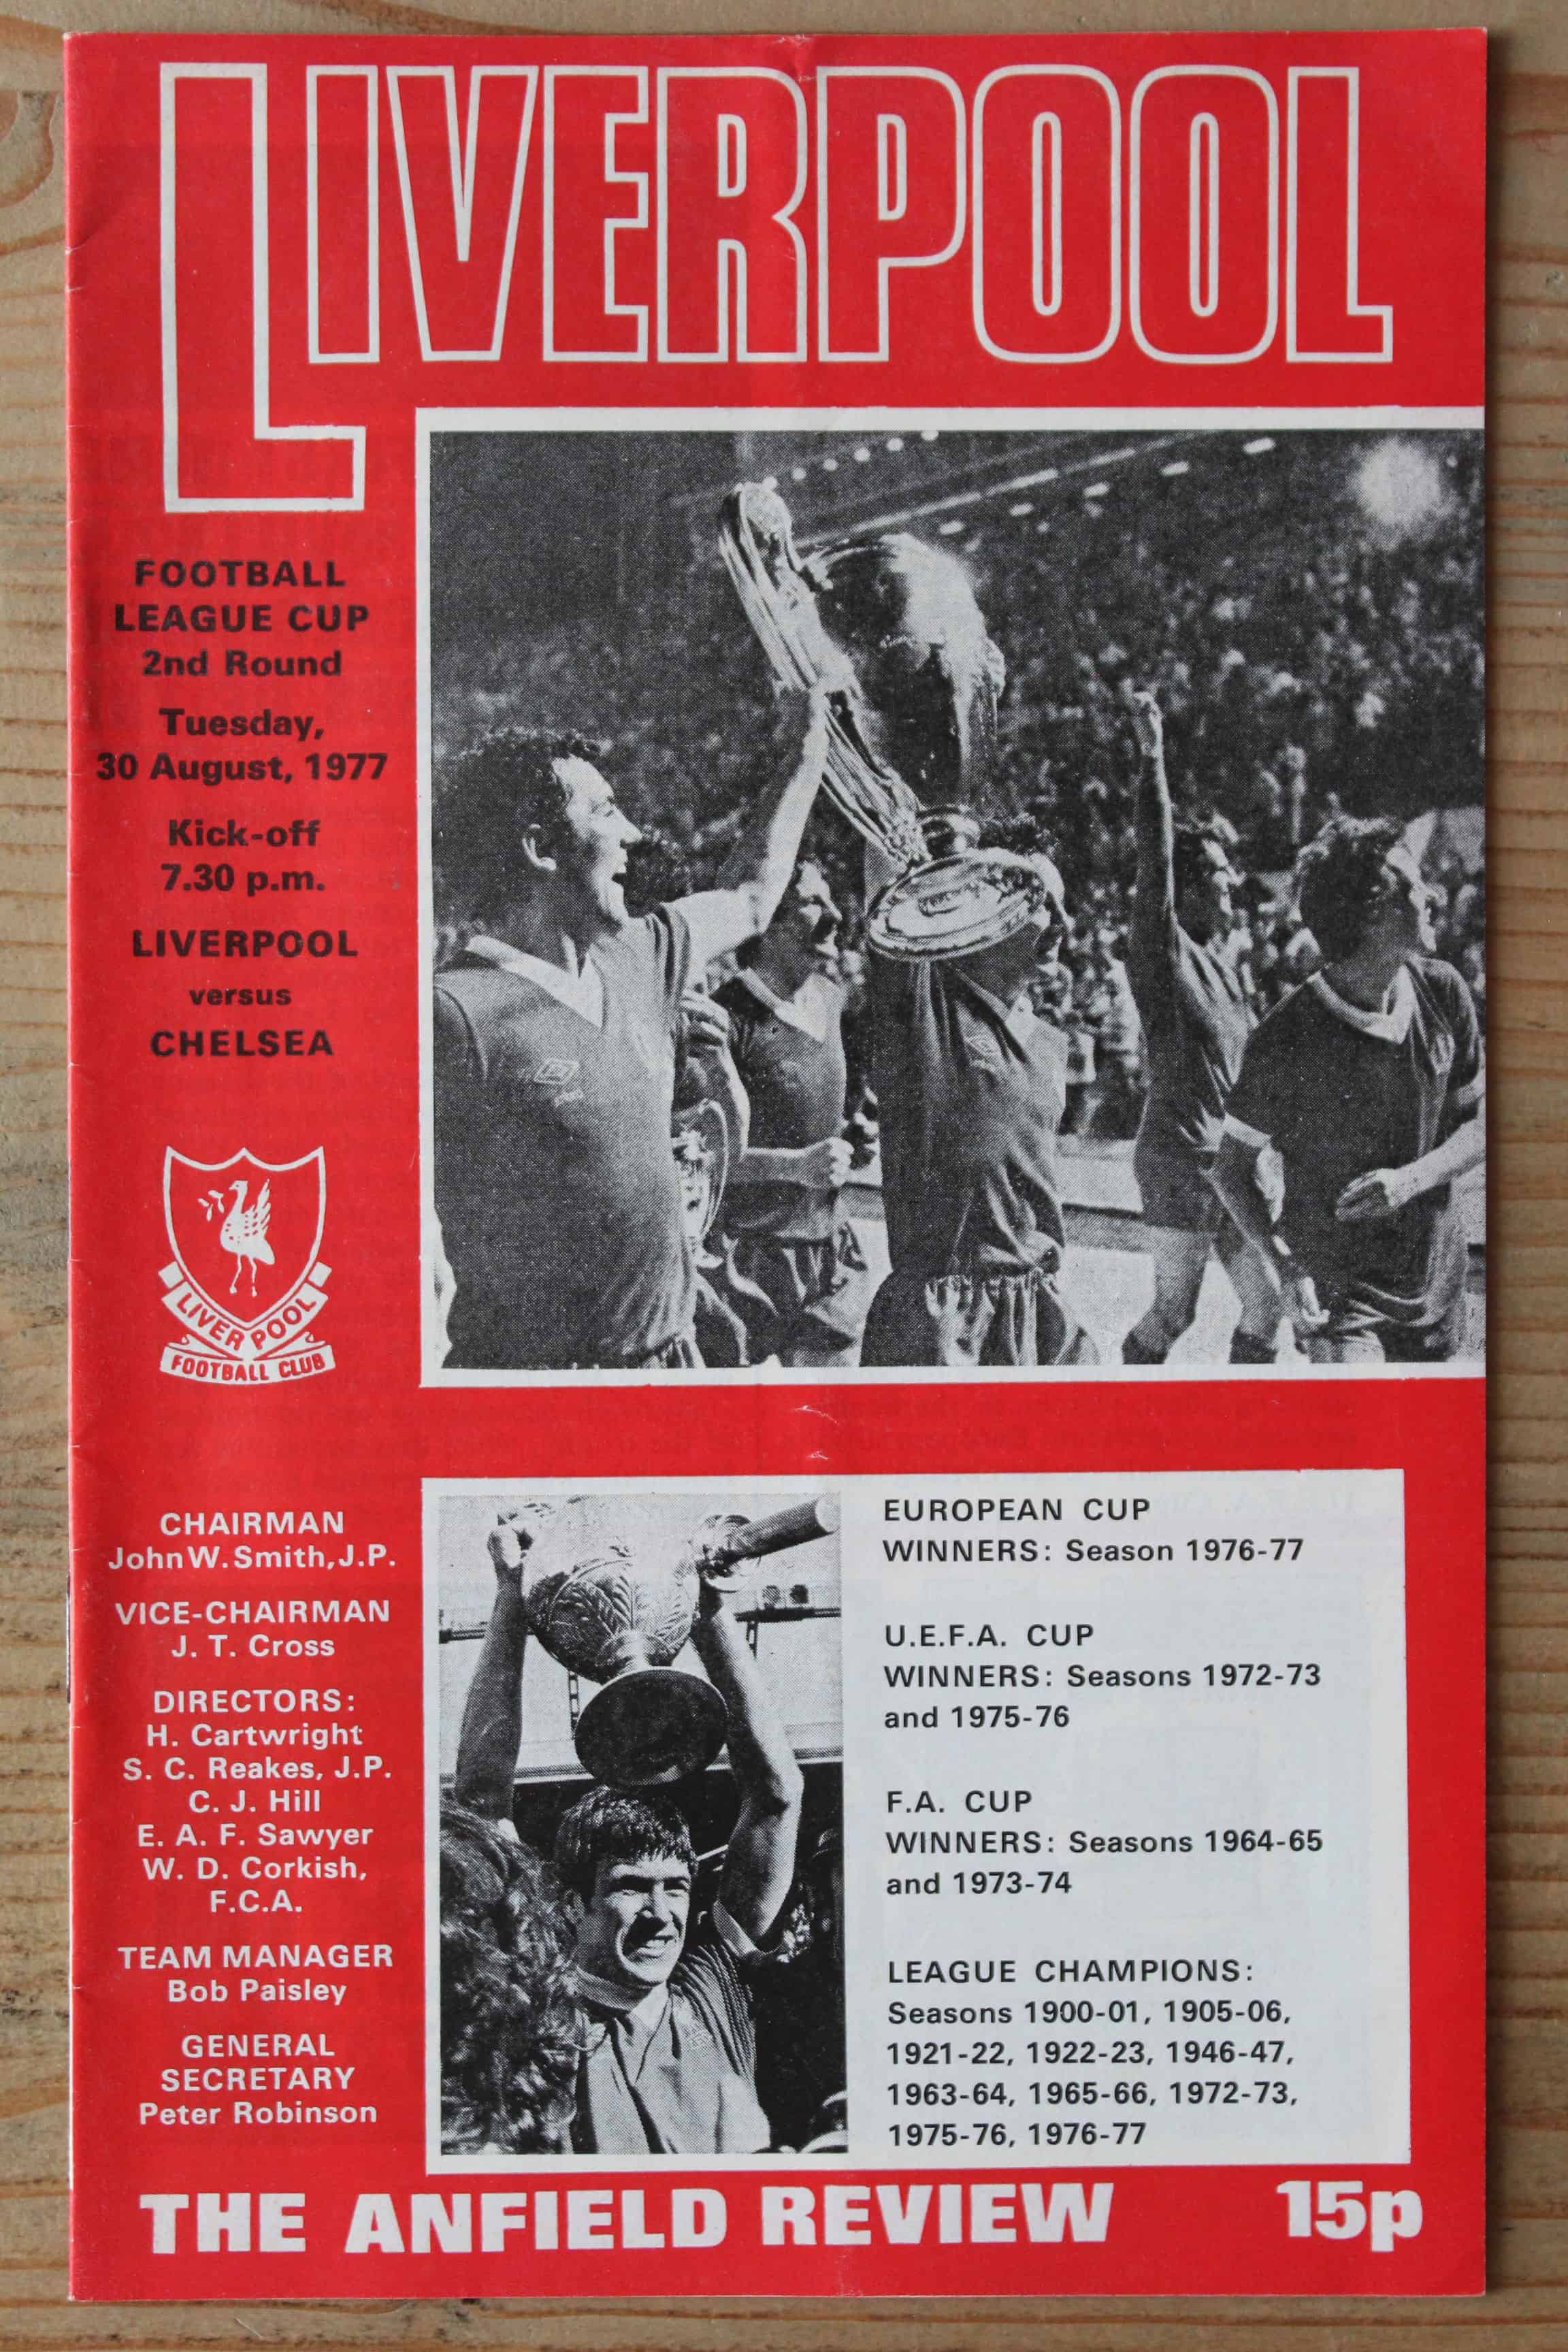 LIVERPOOL
FOOTBALL
LEAGUE CUP
2nd Round
Tuesday,
30 August, 1977
Kick-off
7.30 p.m.
LIVERPOOL
versus
CHELSEA
LIVERPOOL
FOOTBALL CLUB
CHAIRMAN
John W. Smith, J.P.
VICE-CHAIRMAN
J. T. Cross
DIRECTORS:
H. Cartwright
S. C. Reakes, J.P.
C. J. Hill
E. A. F. Sawyer
W. D. Corkish,
F.C.A.
TEAM MANAGER
Bob Paisley
GENERAL
SECRETARY
Peter Robinson
EUROPEAN CUP
WINNERS: Season 1976-77
U.E.F.A. CUP
WINNERS: Seasons 1972-73
and 1975-76
F.A. CUP
WINNERS: Seasons 1964-65
and 1973-74
LEAGUE CHAMPIONS:
Seasons 1900-01, 1905-06,
1921-22, 1922-23, 1946-47,
1963-64, 1965-66, 1972-73,
1975-76, 1976-77
THE ANFIELD REVIEW 15p